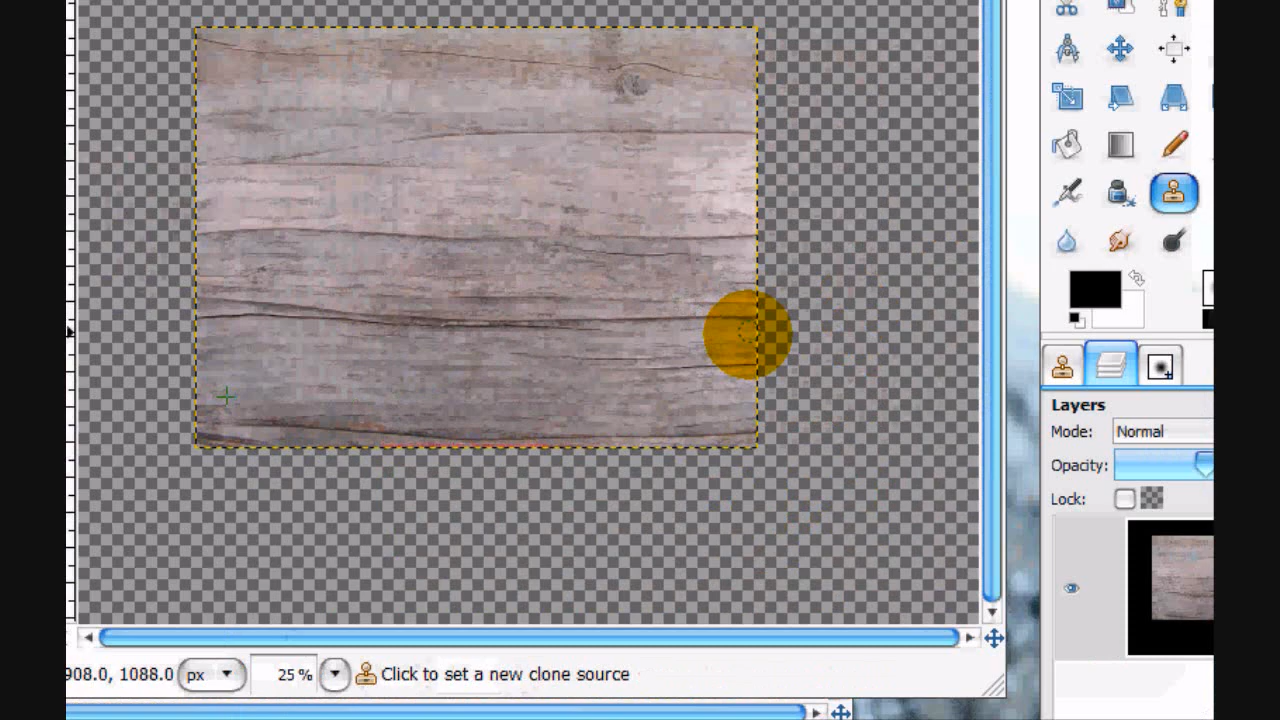 Layers
Mode: Normal
Opacity:
Lock:
908.0, 1088.0 px 25 % Click to set a new clone source